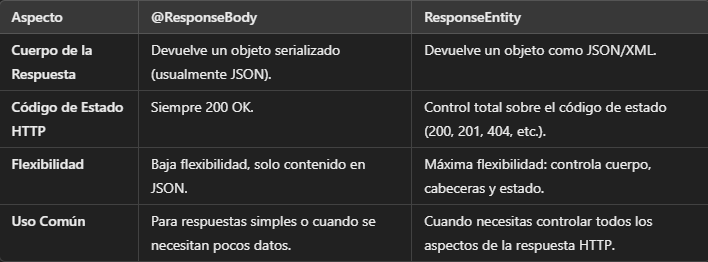 Aspecto @ResponseBody ResponseEntity
Cuerpo de la Devuelve un objeto serializado Devuelve un objeto como JSON/XML.
Respuesta (usualmente JSON).
Código de Estado Siempre 200 OK. Control total sobre el código de estado
HTTP (200, 201, 404, etc.).
Flexibilidad Baja flexibilidad, solo contenido en Máxima flexibilidad: controla cuerpo,
JSON. cabeceras y estado.
Uso Común Para respuestas simples o cuando se Cuando necesitas controlar todos los
necesitan pocos datos. aspectos de la respuesta HTTP.